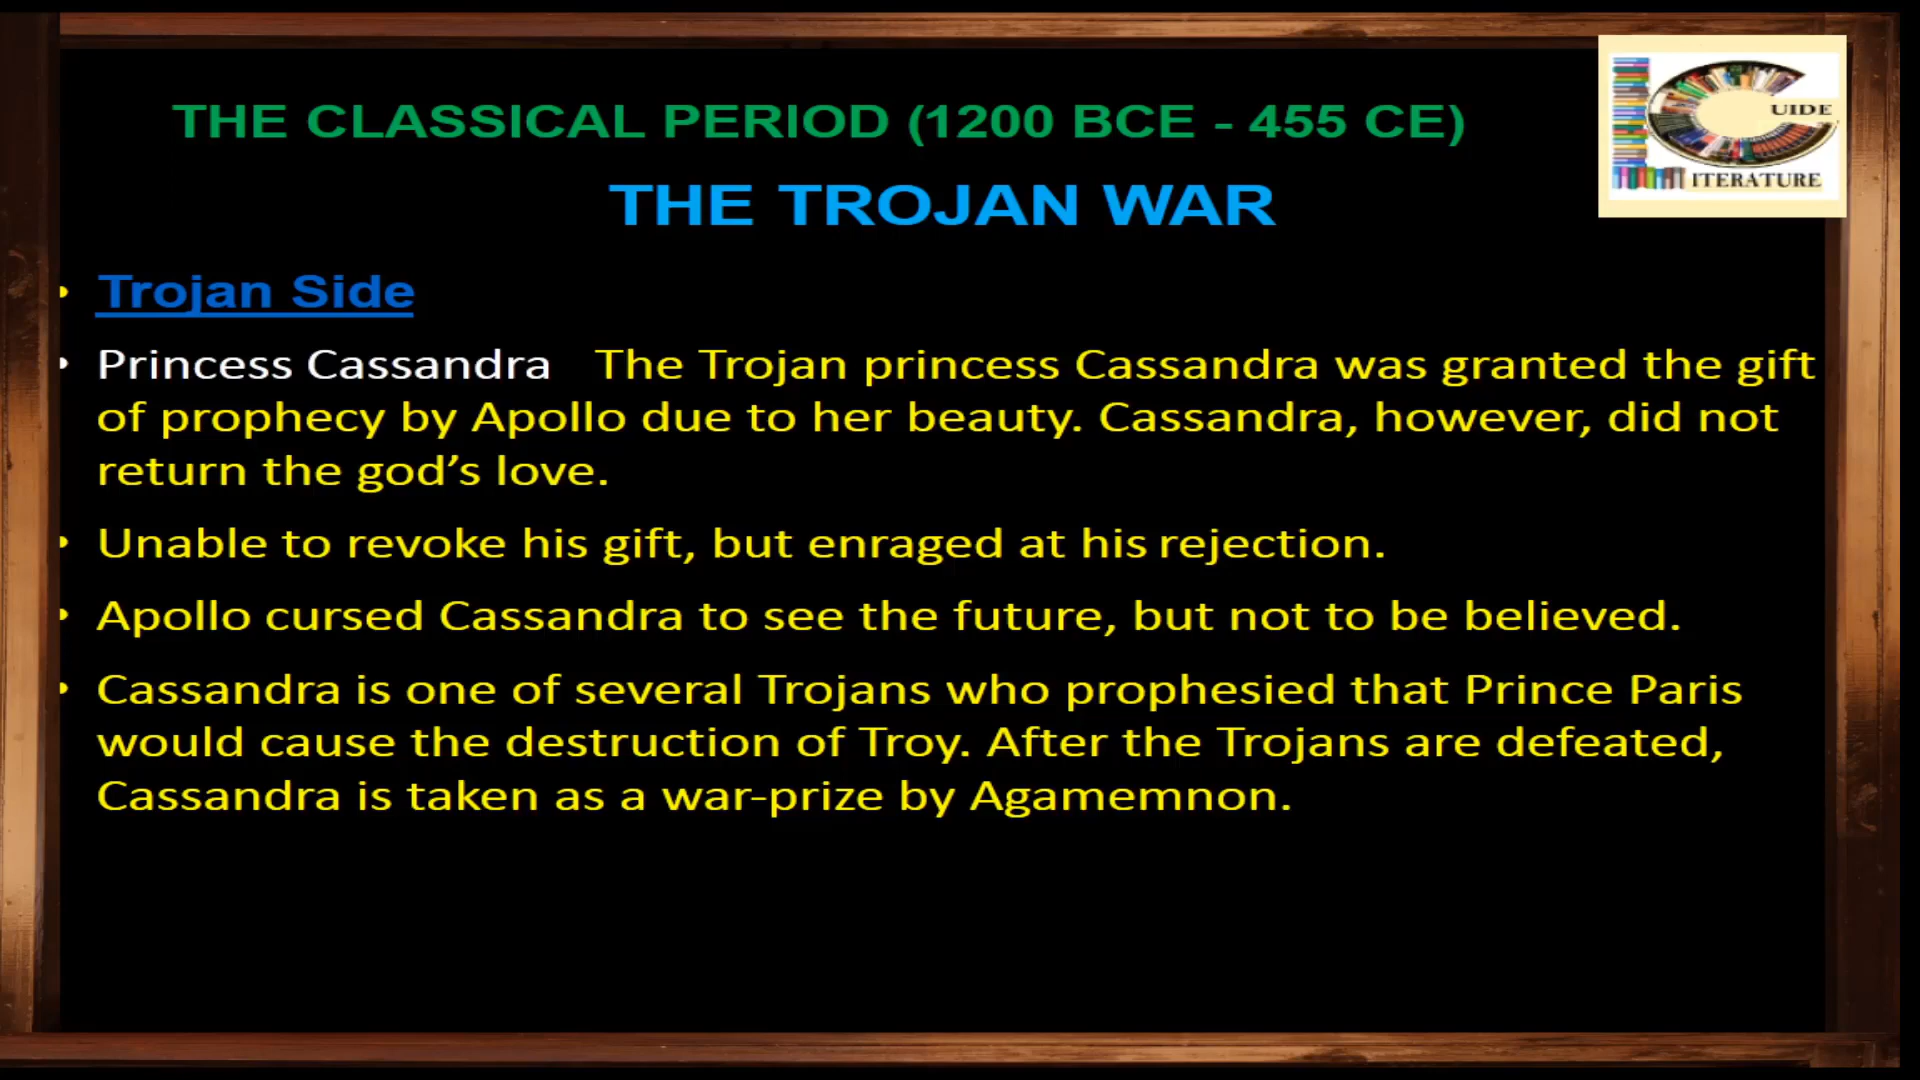 THE CLASSICAL PERIOD (1200 BCE - 455 CE)
UIDE
ITERATURE
THE TROJAN WAR
• Trojan Side
• Princess Cassandra The Trojan princess Cassandra was granted the gift
of prophecy by Apollo due to her beauty. Cassandra, however, did not
return the god’s love.
• Unable to revoke his gift, but enraged at his rejection.
• Apollo cursed Cassandra to see the future, but not to be believed.
• Cassandra is one of several Trojans who prophesied that Prince Paris
would cause the destruction of Troy. After the Trojans are defeated,
Cassandra is taken as a war-prize by Agamemnon.